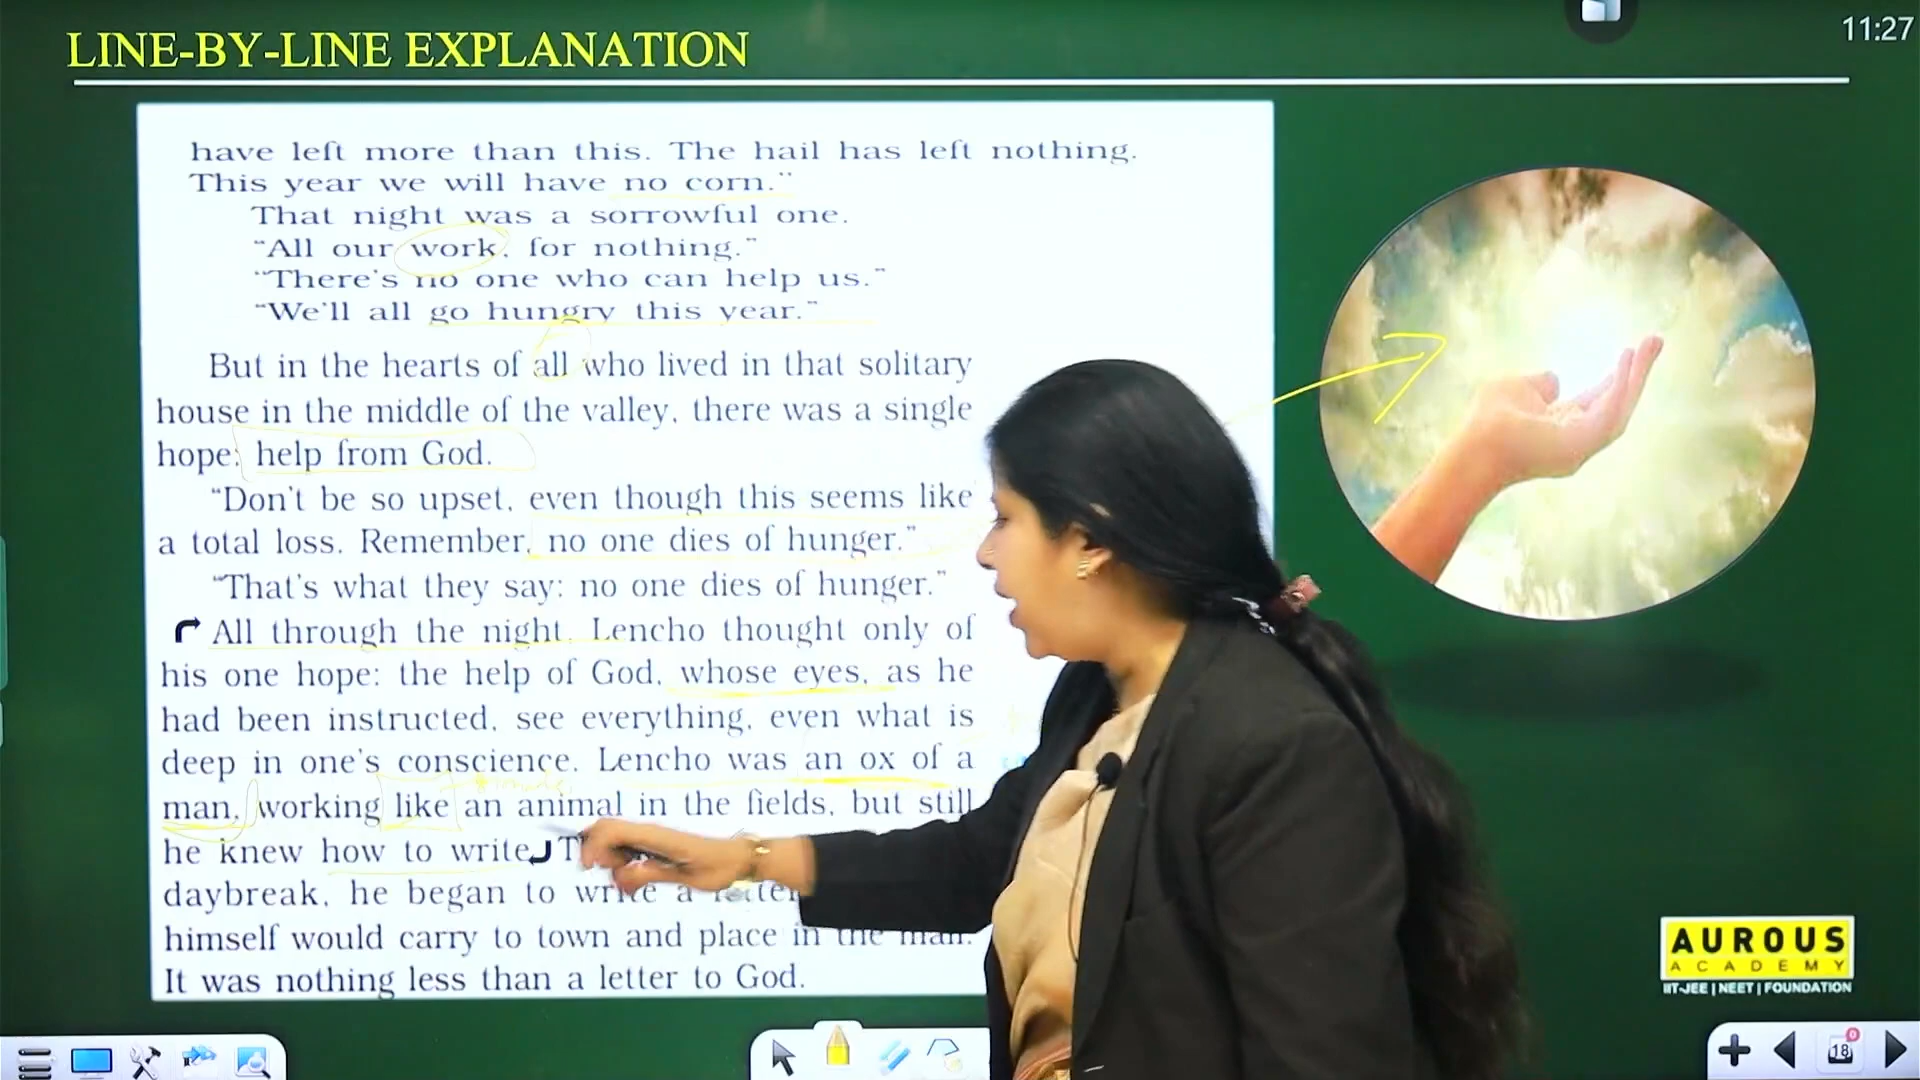 LINE-BY-LINE EXPLANATION
11:27
have left more than this. The hail has left nothing.
This year we will have no corn.”
That night was a sorrowful one.
“All our work, for nothing.”
“There’s no one who can help us.”
“We’ll all go hungry this year.”
But in the hearts of all who lived in that solitary
house in the middle of the valley, there was a single
hope: help from God.
“Don’t be so upset, even though this seems like
a total loss. Remember, no one dies of hunger.”
“That’s what they say: no one dies of hunger.”
All through the night, Lencho thought only of
his one hope: the help of God, whose eyes, as he
had been instructed, see everything, even what is
deep in one’s conscience. Lencho was an ox of a
man, working like an animal in the fields, but still
he knew how to write.
daybreak, he began to write a
himself would carry to town and place in the mail.
It was nothing less than a letter to God.
AUROUS
ACADEMY
IIT-JEE | NEET | FOUNDATION
18
0